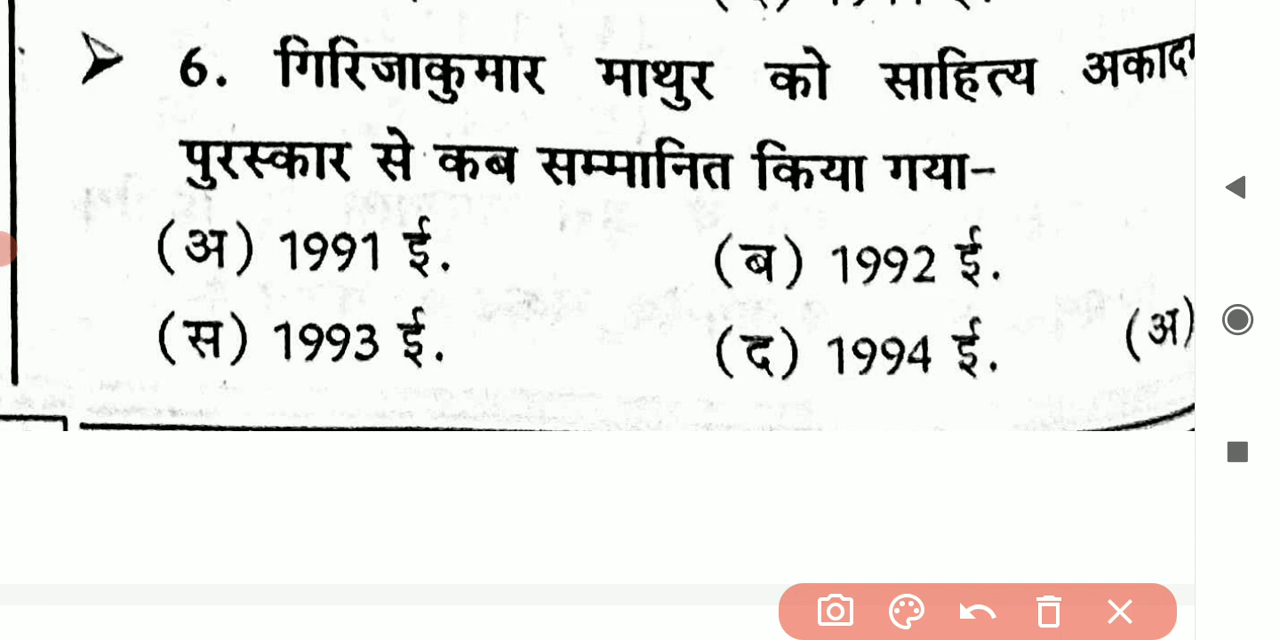 6. गिरिजाकुमार माथुर को साहित्य
पुरस्कार से कब सम्मानित किया गया-
(अ) 1991 ई.
(ब) 1992 ई.
(स) 1993 ई.
(द) 1994 ई.
(अ)